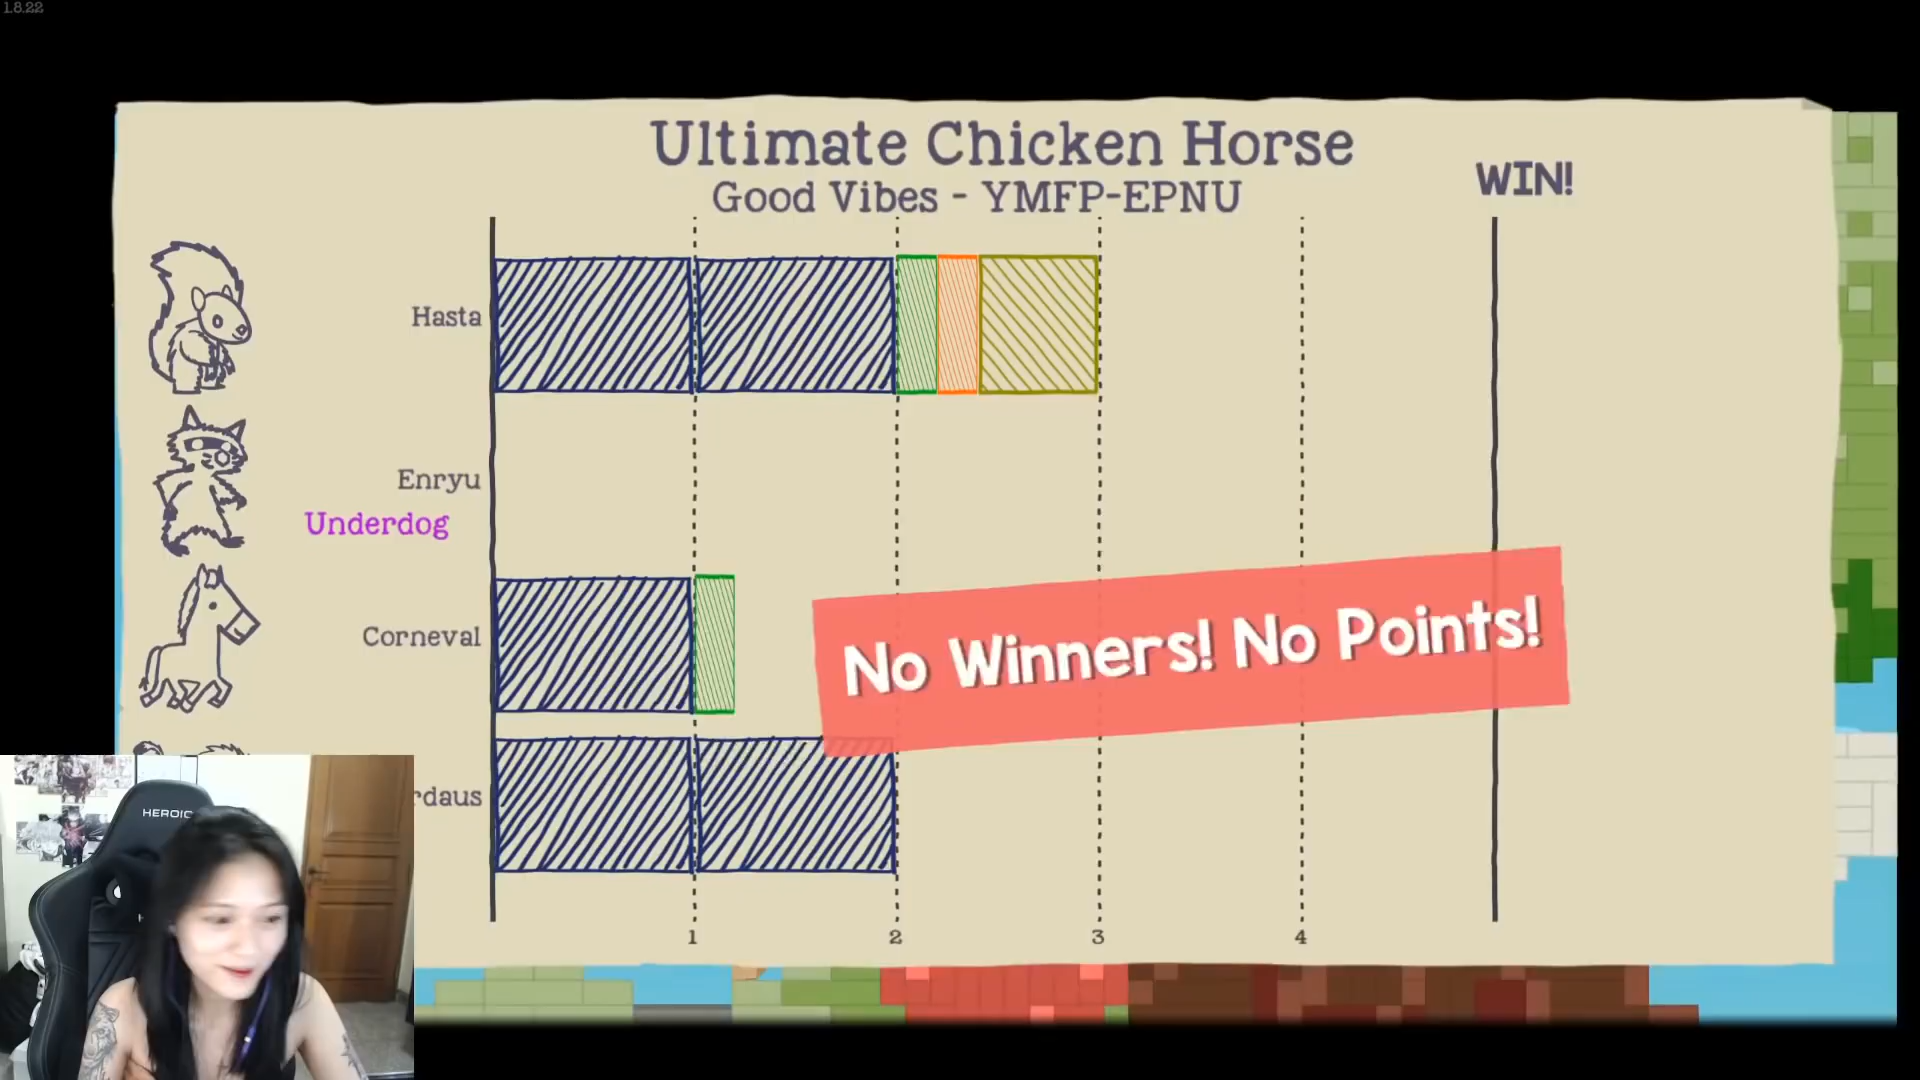 1.8.22
Ultimate Chicken Horse
Good Vibes - YMFP-EPNU
WIN!
Hasta
Enryu
Underdog
Corneval
No Winners! No Points!
rdaus
1 2 3 4
HEROIC